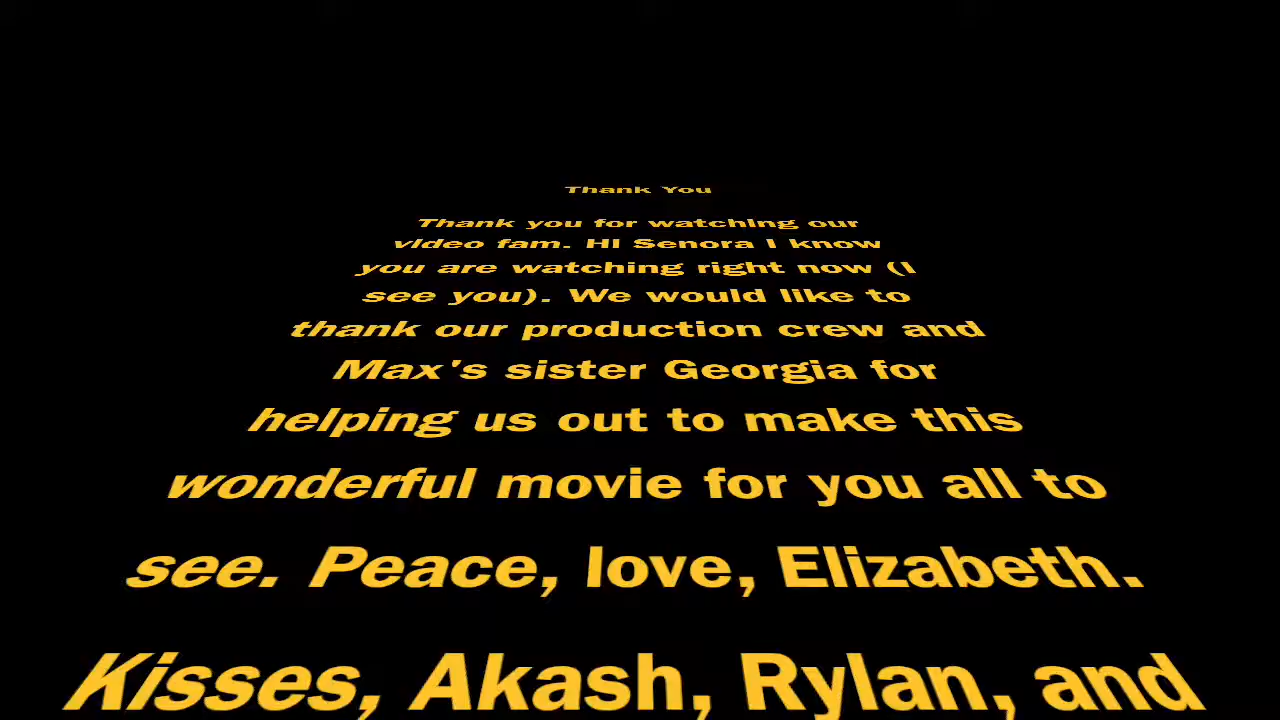 Thank You
Thank you for watching our
video fam. HI Senora I know
you are watching right now (I
see you). We would like to
thank our production crew and
Max's sister Georgia for
helping us out to make this
wonderful movie for you all to
see. Peace, love, Elizabeth.
Kisses, Akash, Rylan, and